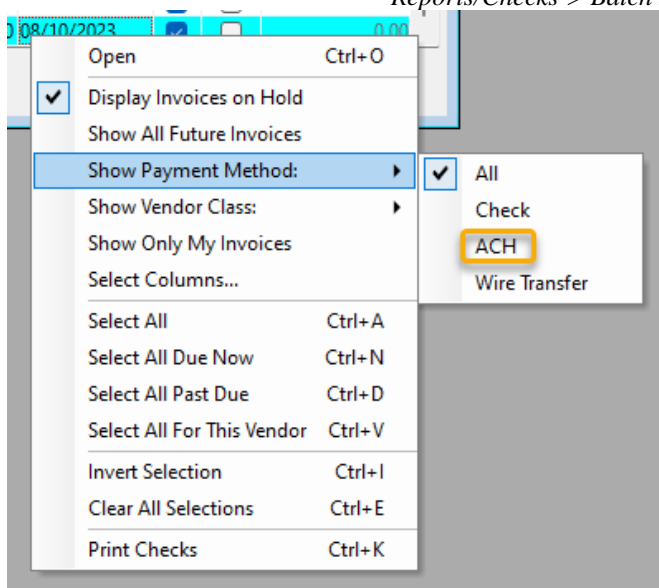 Reports/Checks > Batch
0 08/10/2023 0.00
Open Ctrl+O
Display Invoices on Hold
Show All Future Invoices
Show Payment Method:
Show Vendor Class:
Show Only My Invoices
Select Columns...
Select All Ctrl+A
Select All Due Now Ctrl+N
Select All Past Due Ctrl+D
Select All For This Vendor Ctrl+V
Invert Selection Ctrl+I
Clear All Selections Ctrl+E
Print Checks Ctrl+K
All
Check
ACH
Wire Transfer